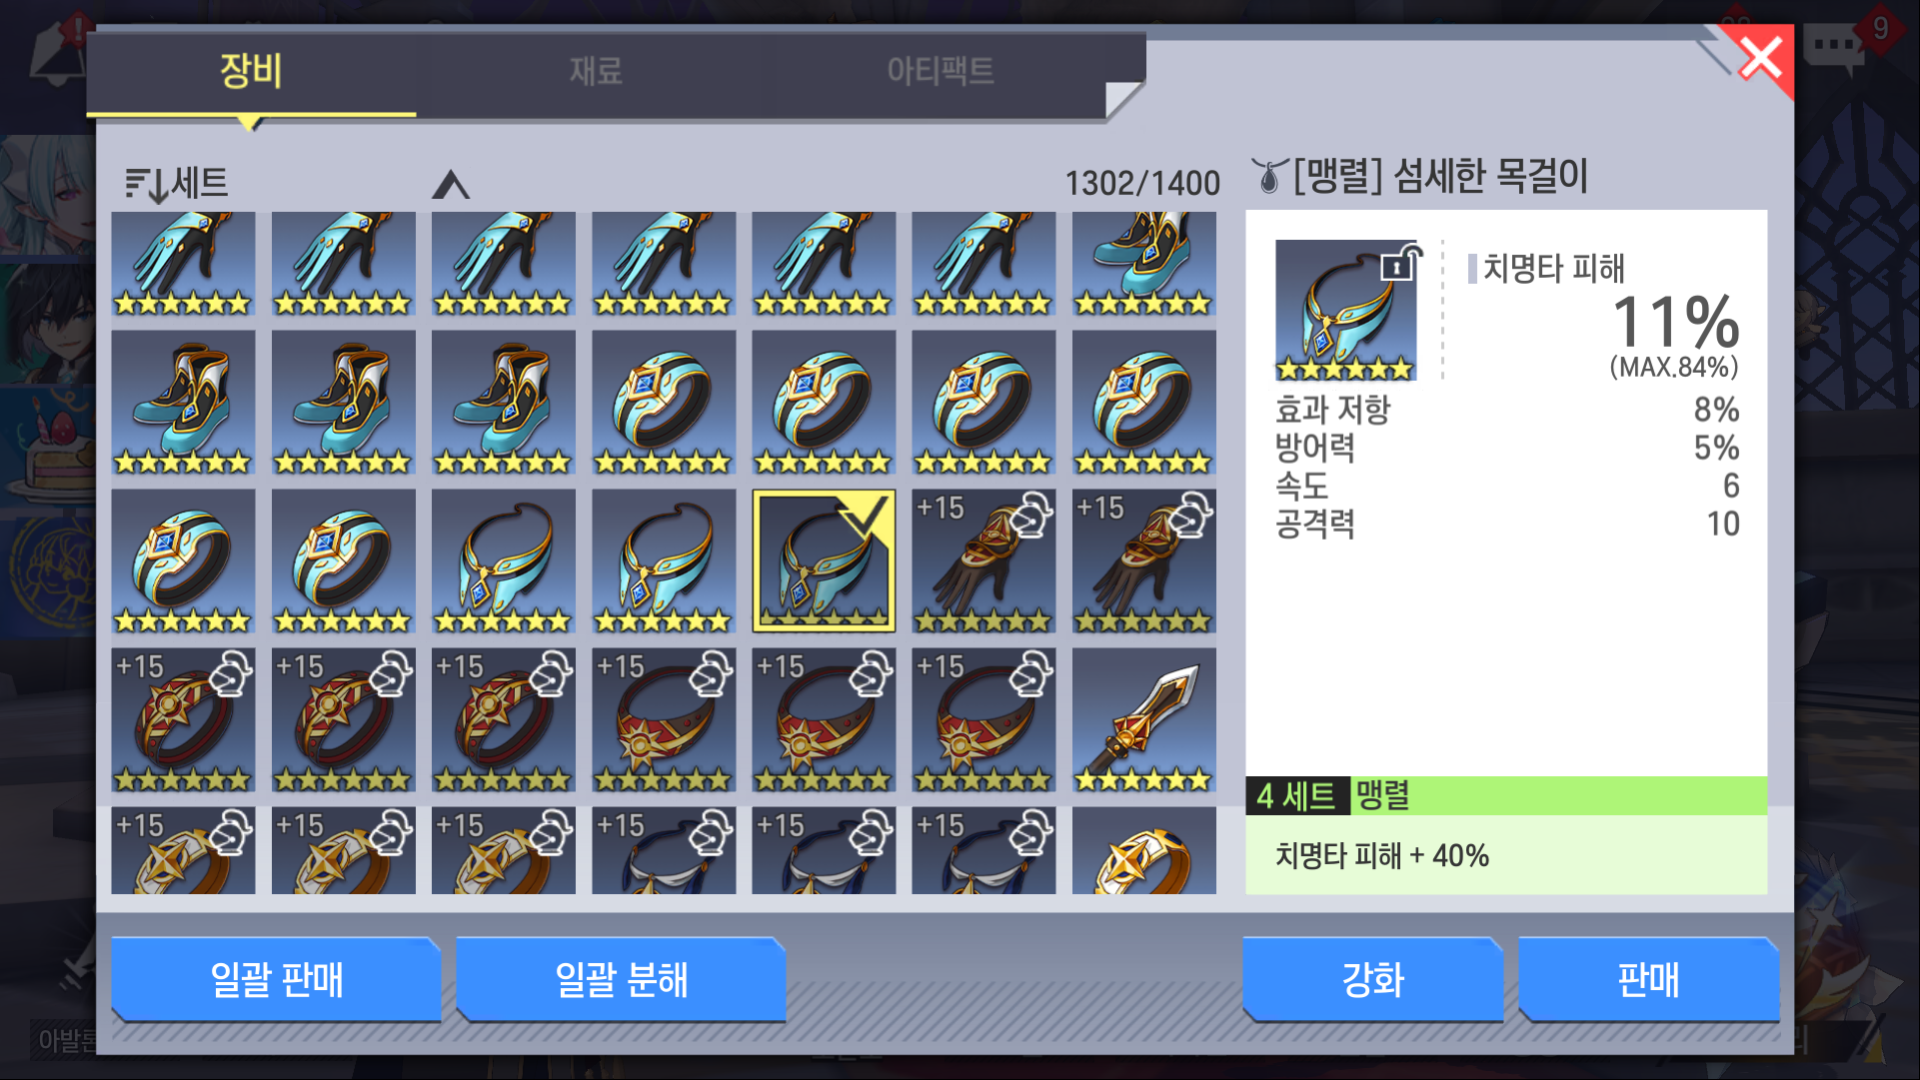 장비
재료
아티팩트
9
세트
1302/1400
[맹렬] 섬세한 목걸이
치명타 피해
11%
(MAX.84%)
효과 저항 8%
방어력 5%
속도 6
공격력 10
+15 +15
+15 +15 +15 +15 +15 +15
+15 +15 +15 +15 +15 +15
4 세트 맹렬
치명타 피해 + 40%
일괄 판매
일괄 분해
강화
판매